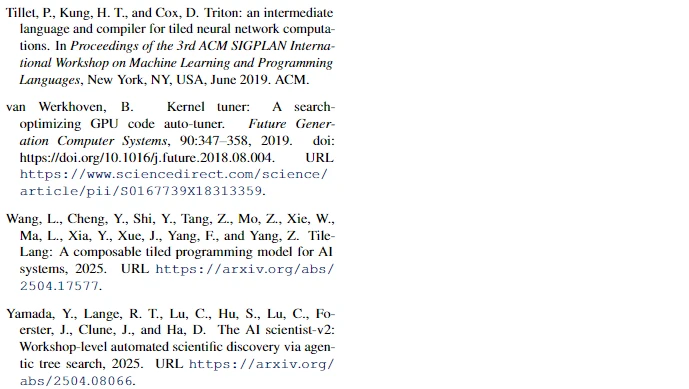 Tillet, P., Kung, H. T., and Cox, D. Triton: an intermediate
language and compiler for tiled neural network computa-
tions. In Proceedings of the 3rd ACM SIGPLAN Interna-
tional Workshop on Machine Learning and Programming
Languages, New York, NY, USA, June 2019. ACM.
van Werkhoven, B. Kernel tuner: A search-
optimizing GPU code auto-tuner. Future Gener-
ation Computer Systems, 90:347–358, 2019. doi:
https://doi.org/10.1016/j.future.2018.08.004. URL
https://www.sciencedirect.com/science/
article/pii/S0167739X18313359.
Wang, L., Cheng, Y., Shi, Y., Tang, Z., Mo, Z., Xie, W.,
Ma, L., Xia, Y., Xue, J., Yang, F., and Yang, Z. Tile-
Lang: A composable tiled programming model for AI
systems, 2025. URL https://arxiv.org/abs/
2504.17577.
Yamada, Y., Lange, R. T., Lu, C., Hu, S., Lu, C., Fo-
erster, J., Clune, J., and Ha, D. The AI scientist-v2:
Workshop-level automated scientific discovery via agen-
tic tree search, 2025. URL https://arxiv.org/
abs/2504.08066.